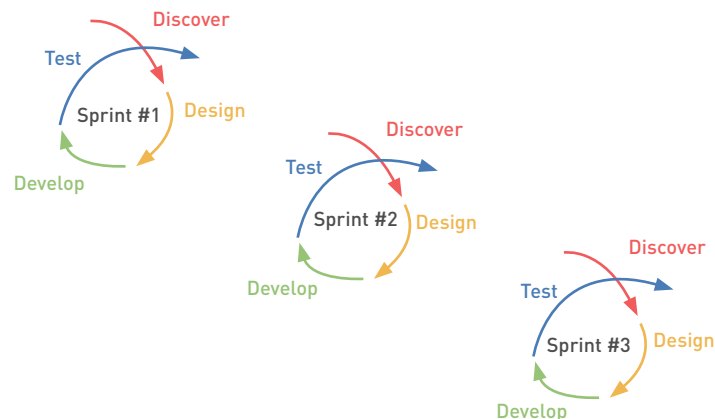 Discover
Test
Sprint #1
Design
Develop
Discover
Test
Sprint #2
Design
Develop
Discover
Test
Sprint #3
Design
Develop